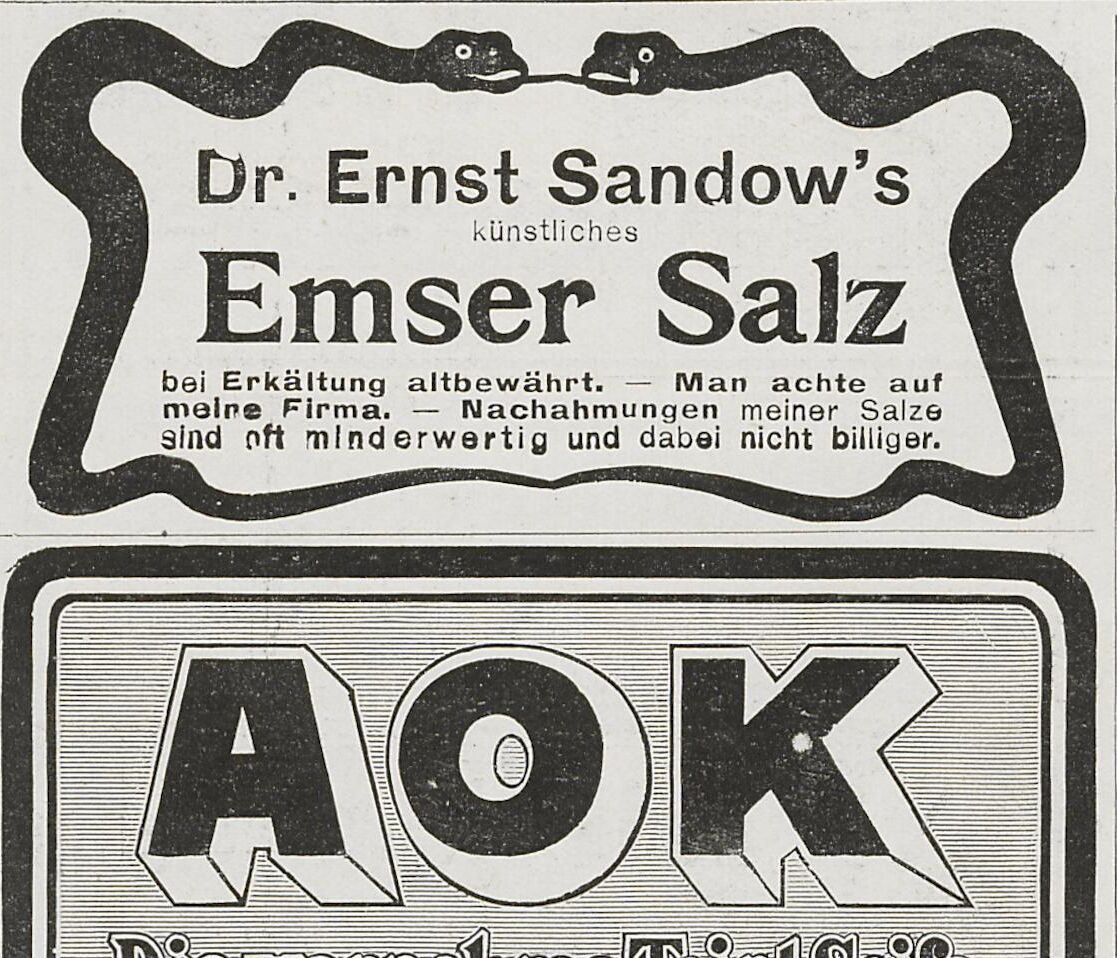 Dr. Ernst Sandow's
künstliches
Emser Salz
bei Erkältung altbewährt. — Man achte auf
meine Firma. — Nachahmungen meiner Salze
sind oft minderwertig und dabei nicht billiger.
AOK